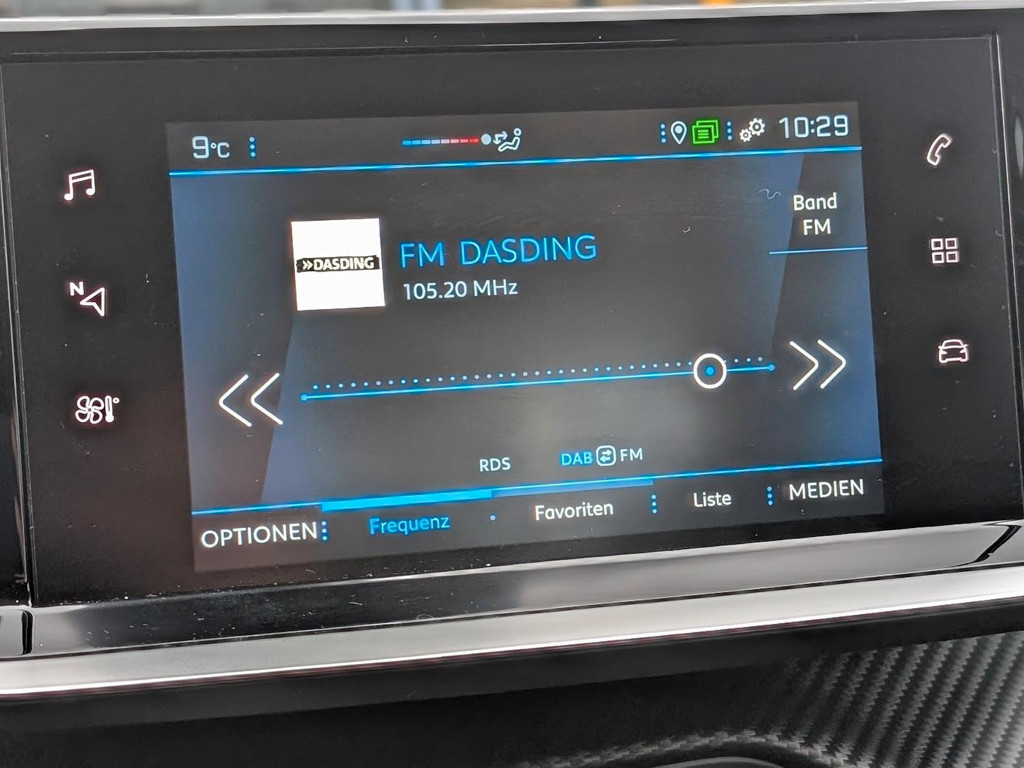 9°C
10:29
Band
FM
»DASDING
FM DASDING
105.20 MHz
N
RDS
DAB FM
OPTIONEN
Frequenz
Favoriten
Liste
MEDIEN